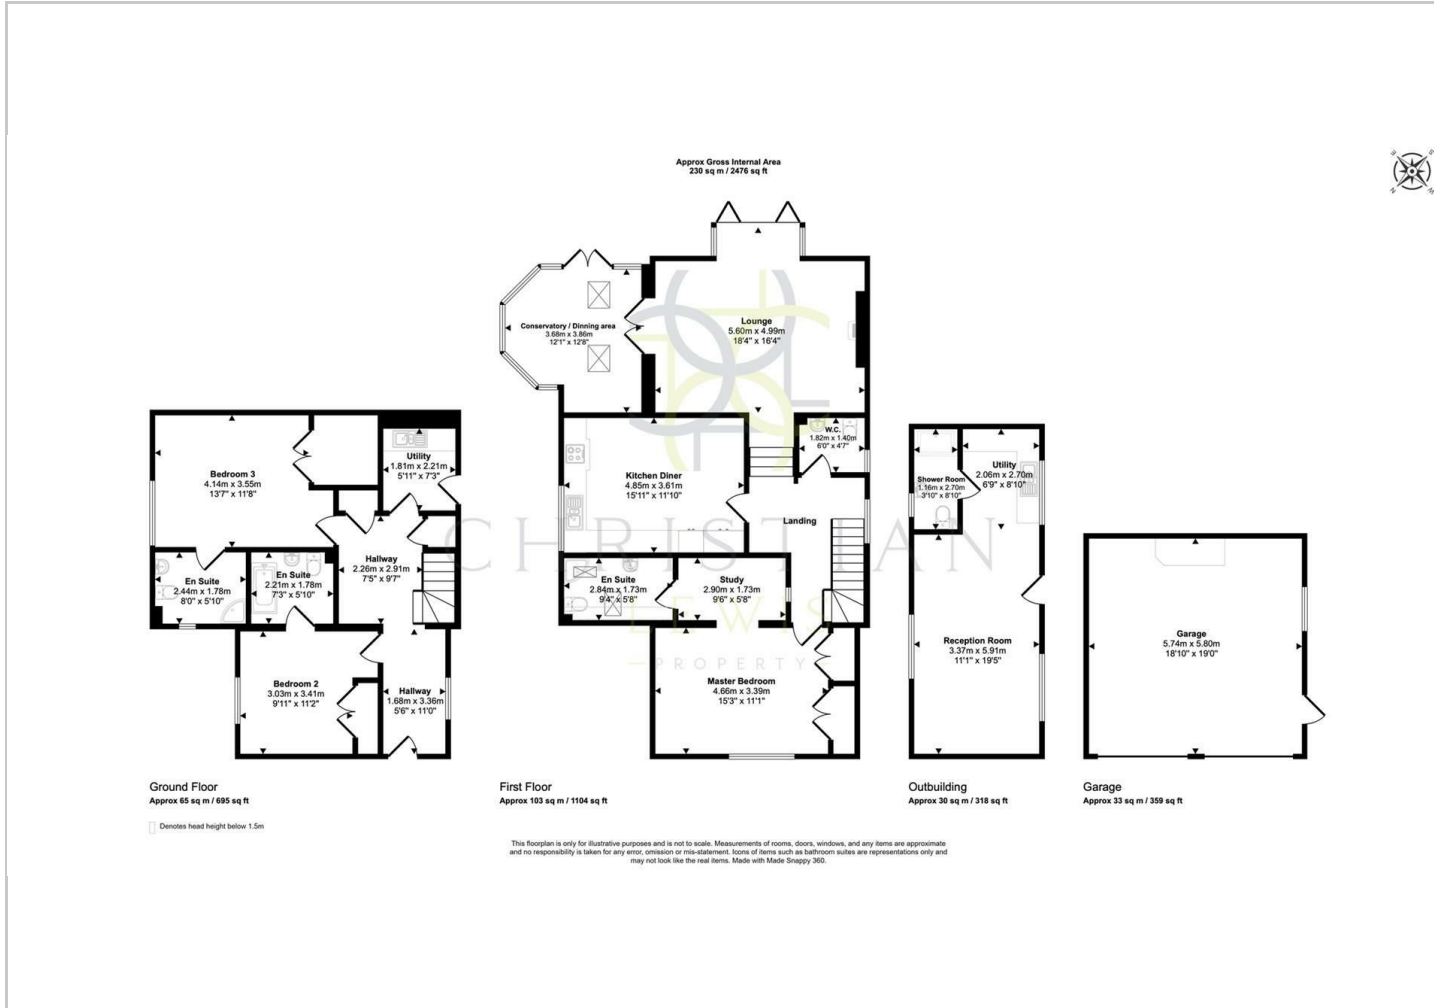 Approx Gross Internal Area
230 sq m / 2476 sq ft
N
E
S
W
Conservatory / Dinning area
3.68m x 3.86m
12'1" x 12'8"
Lounge
5.60m x 4.99m
18'4" x 16'4"
Bedroom 3
4.14m x 3.55m
13'7" x 11'8"
Utility
1.81m x 2.21m
5'11" x 7'3"
Kitchen Diner
4.85m x 3.61m
15'11" x 11'10"
W.C.
1.82m x 1.40m
6'0" x 4'7"
Landing
Hallway
2.26m x 2.91m
7'5" x 9'7"
En Suite
2.44m x 1.78m
8'0" x 5'10"
En Suite
2.21m x 1.78m
7'3" x 5'10"
En Suite
2.84m x 1.73m
9'4" x 5'8"
Study
2.90m x 1.73m
9'6" x 5'8"
Bedroom 2
3.03m x 3.41m
9'11" x 11'2"
Hallway
1.68m x 3.36m
5'6" x 11'0"
Master Bedroom
4.66m x 3.39m
15'3" x 11'1"
Shower Room
1.16m x 2.70m
3'10" x 8'10"
Utility
2.06m x 2.70m
6'9" x 8'10"
Reception Room
3.37m x 5.91m
11'1" x 19'5"
Garage
5.74m x 5.80m
18'10" x 19'0"
CHRISTIAN
LEWIS
PROPERTY
Ground Floor
Approx 65 sq m / 695 sq ft
First Floor
Approx 103 sq m / 1104 sq ft
Outbuilding
Approx 30 sq m / 318 sq ft
Garage
Approx 33 sq m / 359 sq ft
Denotes head height below 1.5m
This floorplan is only for illustrative purposes and is not to scale. Measurements of rooms, doors, windows, and any items are approximate
and no responsibility is taken for any error, omission or mis-statement. Icons of items such as bathroom suites are representations only and
may not look like the real items. Made with Made Snappy 360.